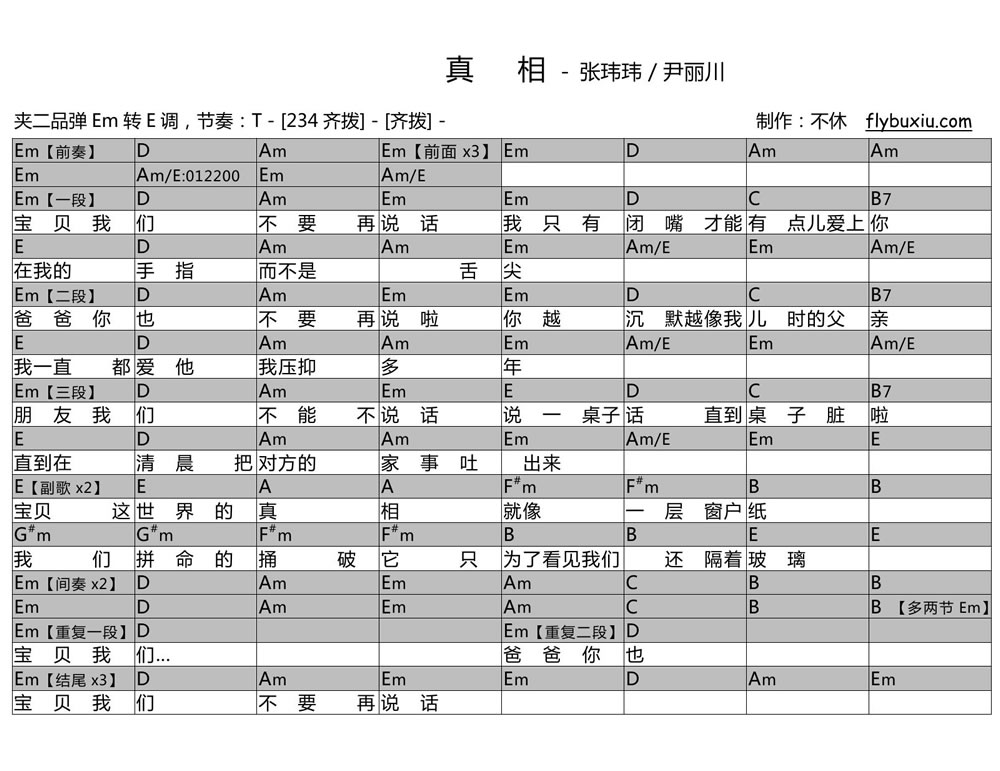 真 相 - 张玮玮 / 尹丽川
夹二品弹 Em 转 E 调，节奏：T - [234 齐拨] - [齐拨] - 制作：不休 flybuxiu.com
Em【前奏】 D Am Em【前面 x3】 Em D Am Am
Em Am/E:012200 Em Am/E
Em【一段】 D Am Em Em D C B7
宝 贝 我 们 不 要 再 说 话 我 只 有 闭 嘴 才能 有 点儿爱上 你
E D Am Am Em Am/E Em Am/E
在我的 手 指 而不是 舌 尖
Em【二段】 D Am Em Em D C B7
爸 爸 你 也 不 要 再 说 啦 你 越 沉 默越像我 儿 时的父 亲
E D Am Am Em Am/E Em Am/E
我一直 都 爱 他 我压抑 多 年
Em【三段】 D Am Em E D C B7
朋 友 我 们 不 能 不 说 话 说 一 桌子 话 直到 桌 子 脏 啦
E D Am Am Em Am/E Em E
直到在 清 晨 把 对方的 家 事 吐 出来
E【副歌 x2】 E A A F#m F#m B B
宝贝 这 世 界 的 真 相 就像 一 层 窗户 纸
G#m G#m F#m F#m B B E E
我 们 拼 命 的 捅 破 它 只 为了看见我们 还 隔着 玻 璃
Em【间奏 x2】 D Am Em Am C B B
Em D Am Em Am C B B 【多两节 Em】
Em【重复一段】 D Em【重复二段】 D
宝 贝 我 们... 爸 爸 你 也
Em【结尾 x3】 D Am Em Em D Am Em
宝 贝 我 们 不 要 再 说 话